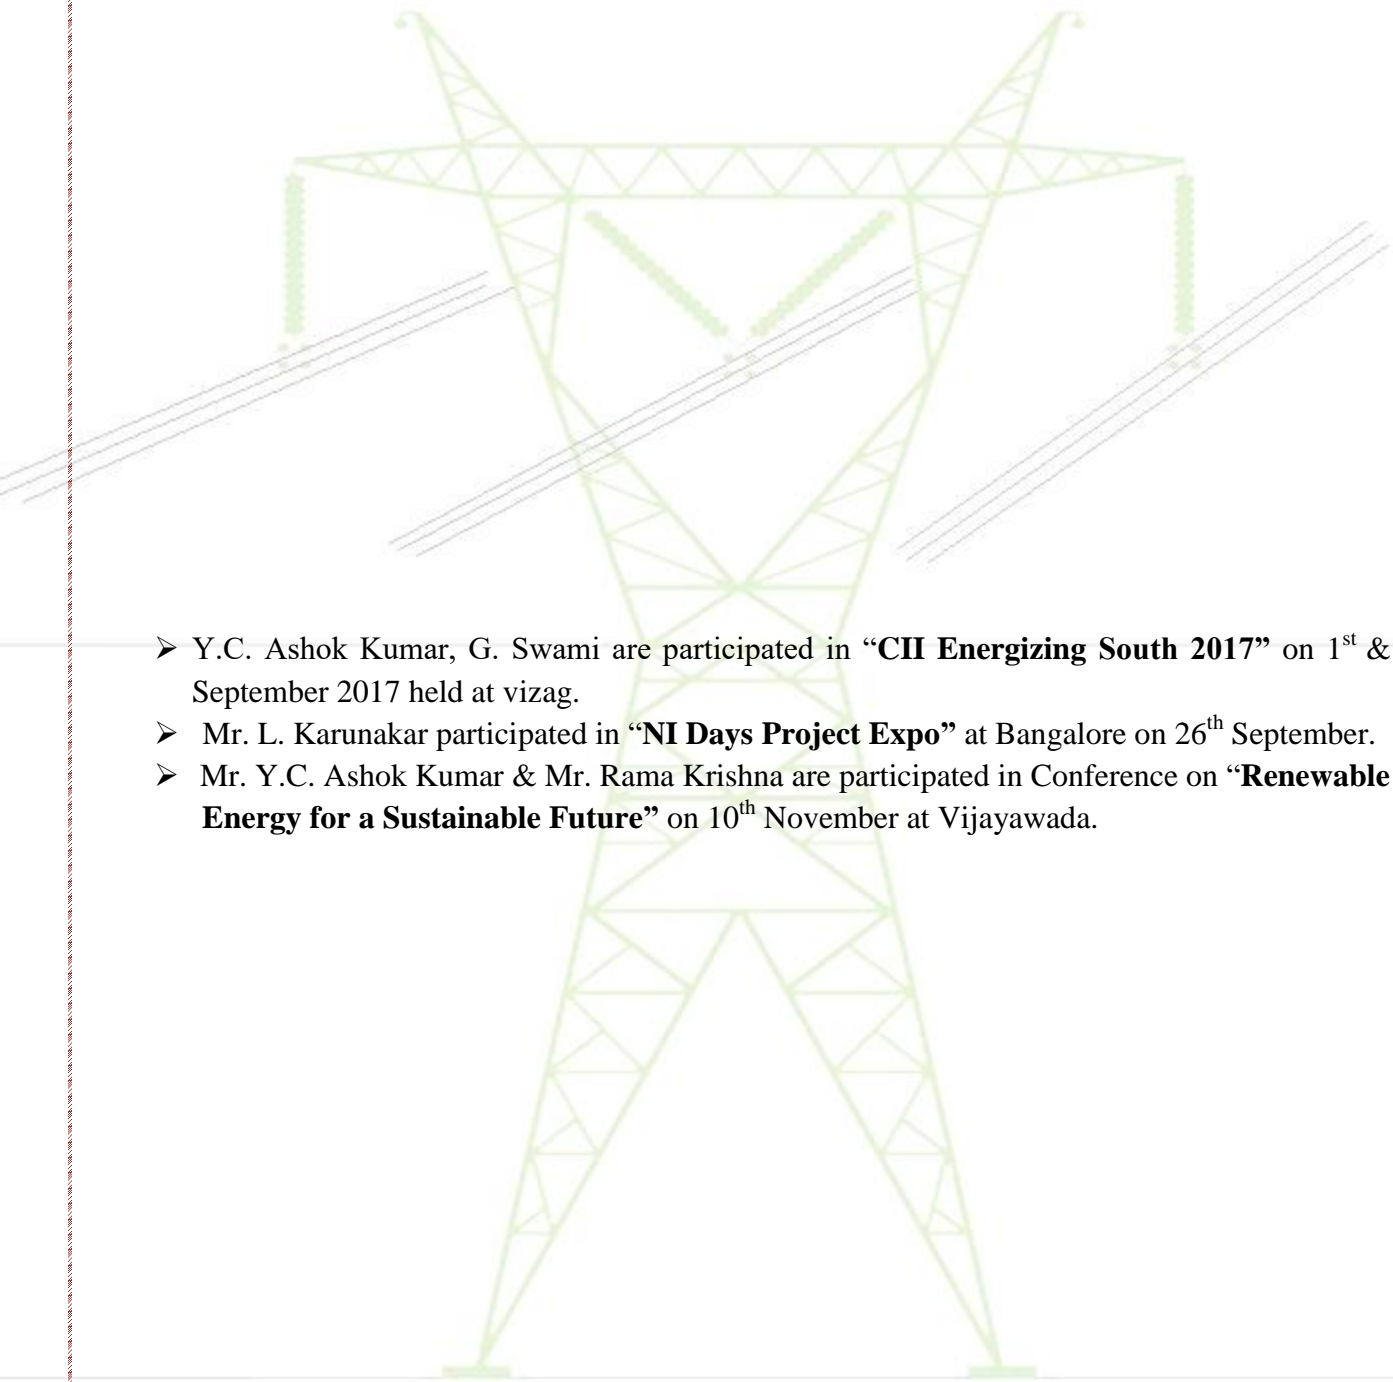 ➢ Y.C. Ashok Kumar, G. Swami are participated in “CII Energizing South 2017” on 1st &
September 2017 held at vizag.
➢ Mr. L. Karunakar participated in “NI Days Project Expo” at Bangalore on 26th September.
➢ Mr. Y.C. Ashok Kumar & Mr. Rama Krishna are participated in Conference on “Renewable
Energy for a Sustainable Future” on 10th November at Vijayawada.